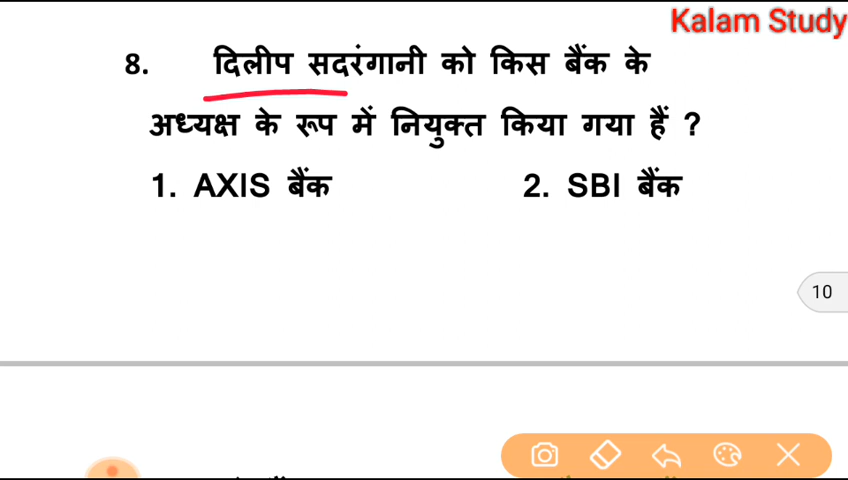 Kalam Study
8. दिलीप सदरंगानी को किस बैंक के
अध्यक्ष के रूप में नियुक्त किया गया हैं ?
1. AXIS बैंक 2. SBI बैंक
10